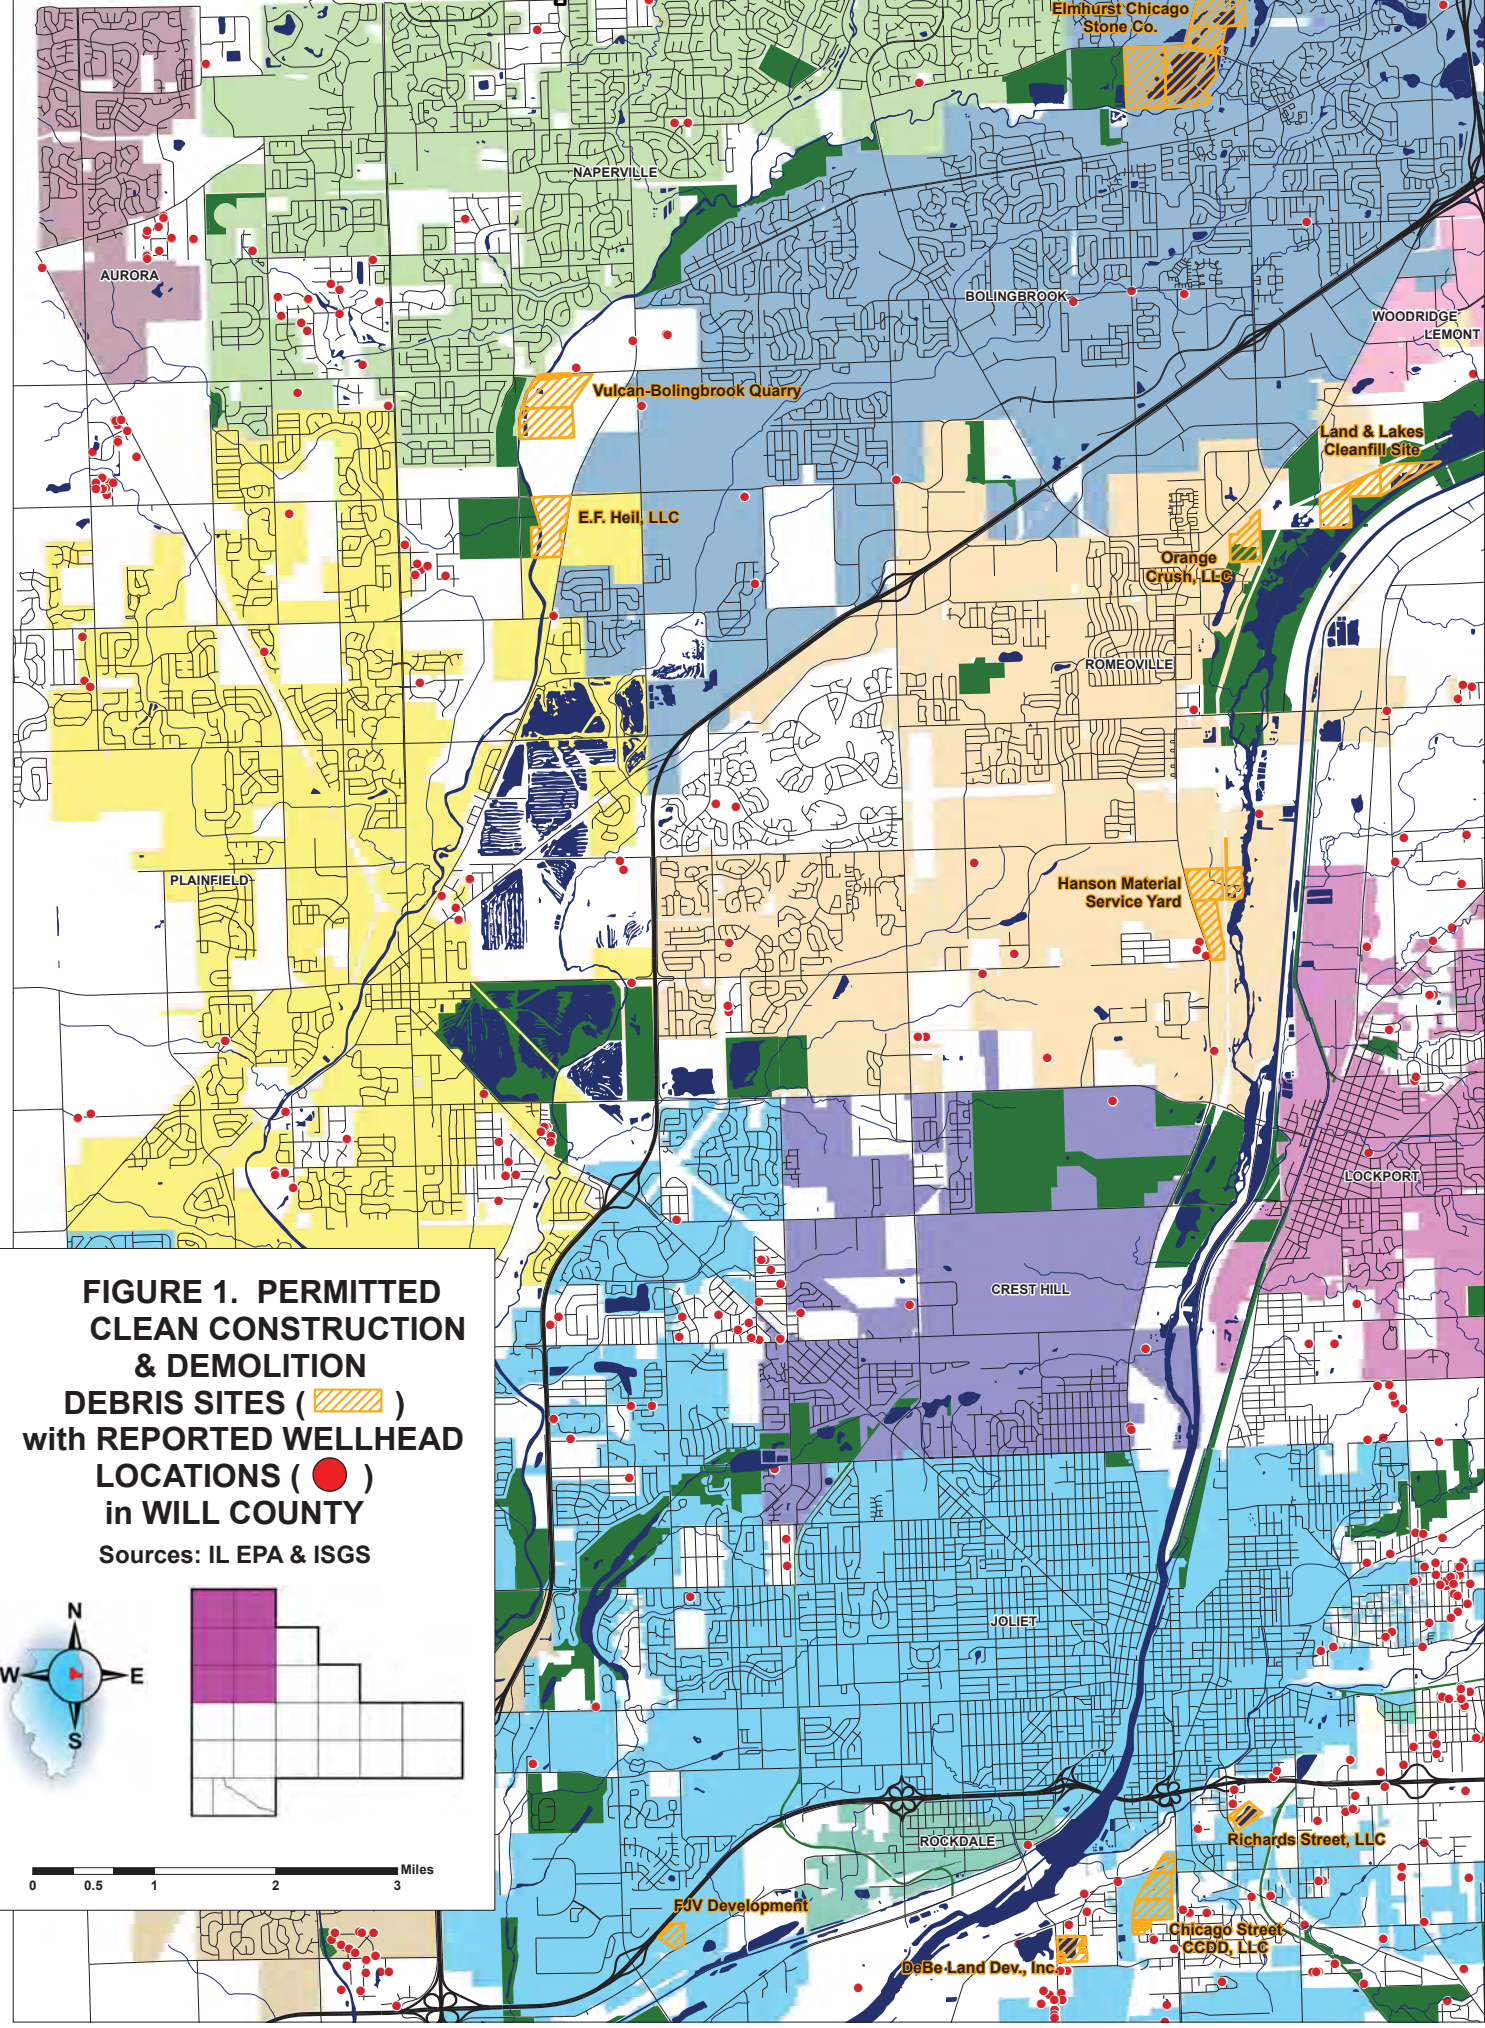 Elmhurst Chicago
Stone Co.
NAPERVILLE
AURORA
BOLINGBROOK
WOODRIDGE
LEMONT
Vulcan-Bolingbrook Quarry
Land & Lakes
Cleanfill Site
E.F. Heil, LLC
Orange
Crush, LLC
ROMEOVILLE
PLAINFIELD
Hanson Material
Service Yard
LOCKPORT
CREST HILL
FIGURE 1. PERMITTED
CLEAN CONSTRUCTION
& DEMOLITION
DEBRIS SITES ( )
with REPORTED WELLHEAD
LOCATIONS ( )
in WILL COUNTY
Sources: IL EPA & ISGS
N
W
E
S
Miles
0 0.5 1 2 3
JOLIET
ROCKDALE
Richards Street, LLC
FJV Development
Chicago Street
CCDD, LLC
DeBe Land Dev., Inc.